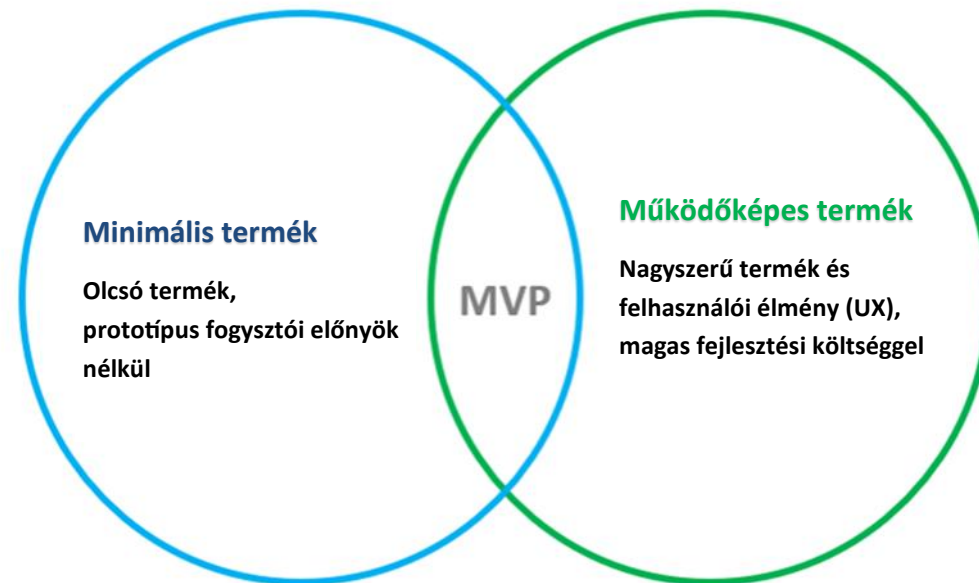 Minimális termék
Olcsó termék,
prototípus fogysztói előnyök
nélkül
MVP
Működőképes termék
Nagyszerű termék és
felhasználói élmény (UX),
magas fejlesztési költséggel